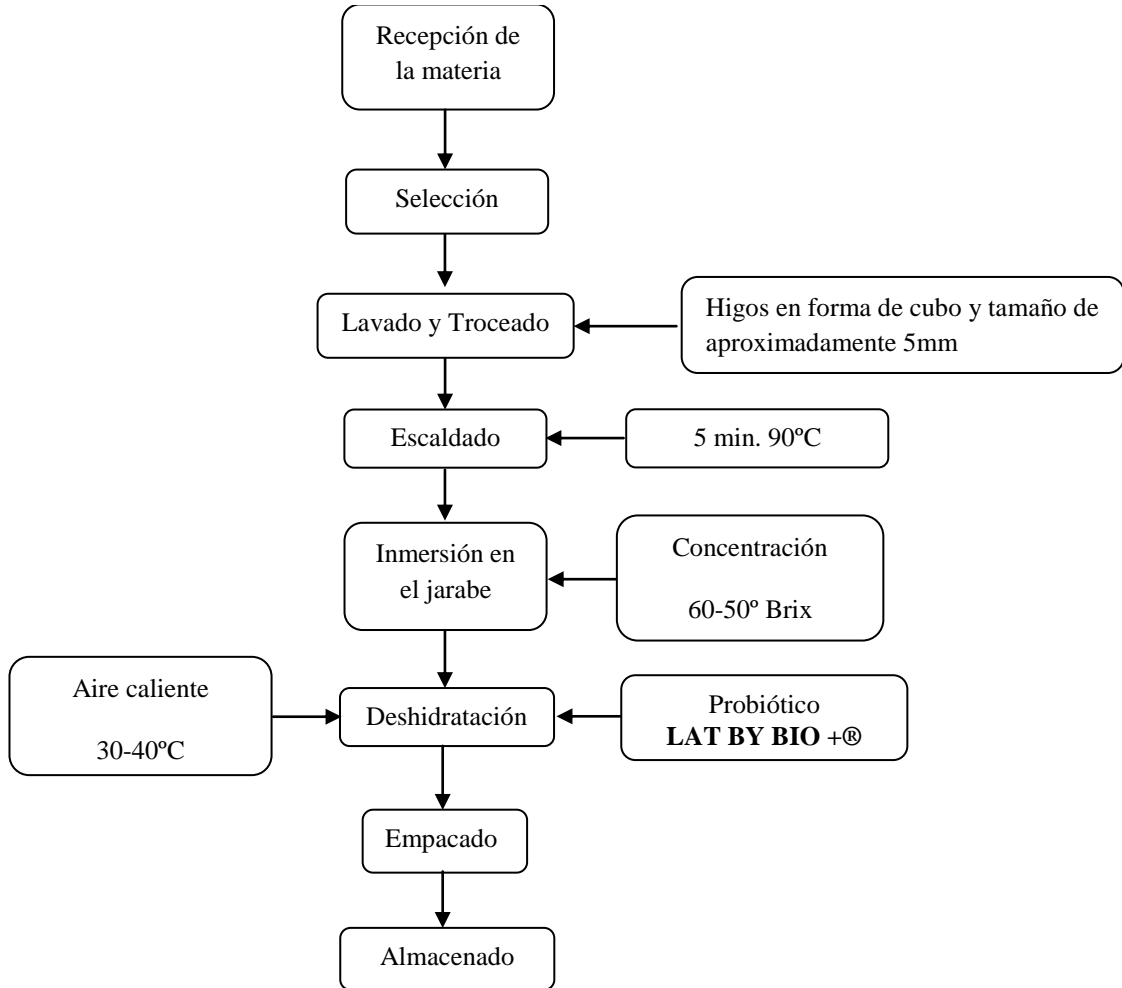 Recepción de
la materia
Selección
Lavado y Troceado
Higos en forma de cubo y tamaño de
aproximadamente 5mm
Escaldado
5 min. 90ºC
Inmersión en
el jarabe
Concentración
60-50º Brix
Aire caliente
30-40ºC
Deshidratación
Probiótico
LAT BY BIO +®
Empacado
Almacenado